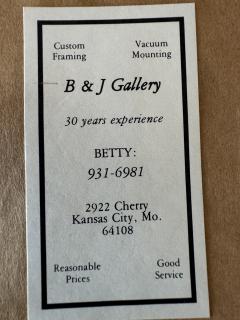 Custom Framing
Vacuum Mounting
B & J Gallery
30 years experience
BETTY:
931-6981
2922 Cherry
Kansas City, Mo.
64108
Reasonable Prices
Good Service